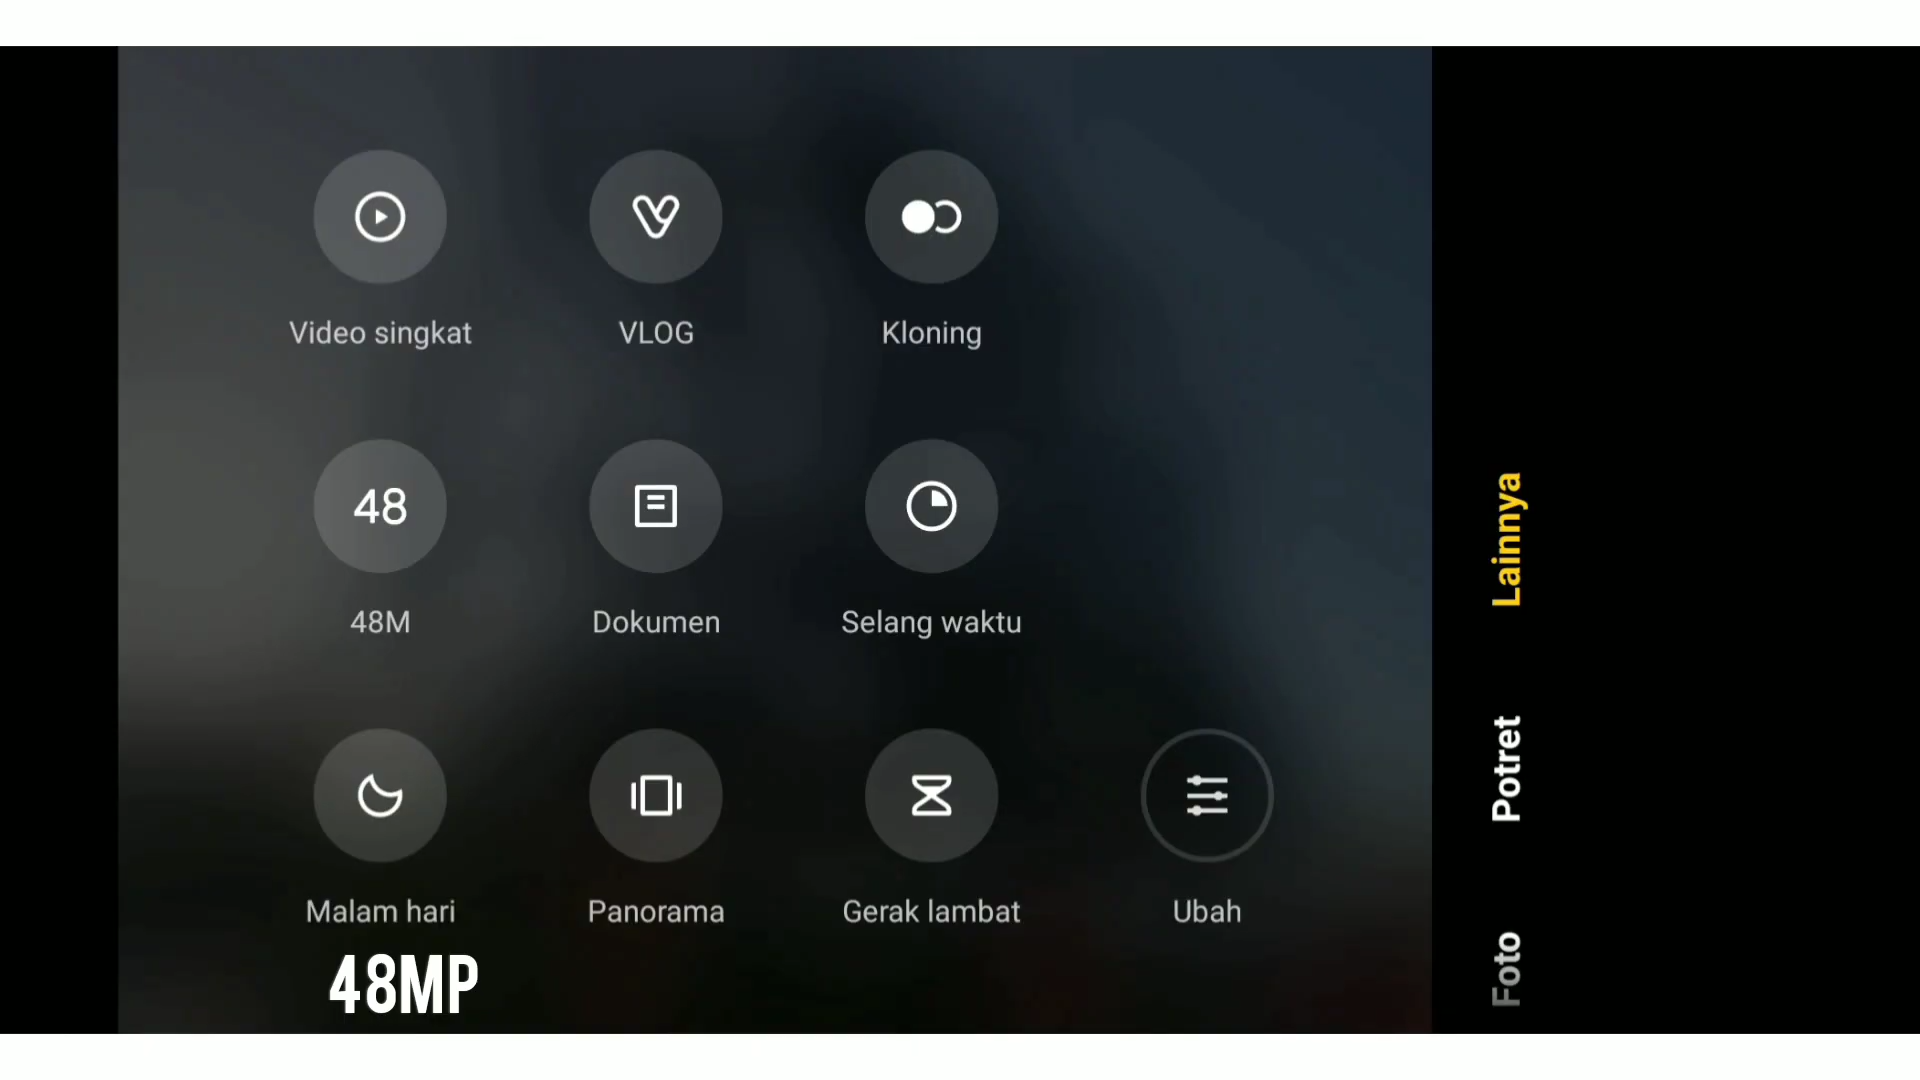 Video singkat
VLOG
Kloning
48
48M
Dokumen
Selang waktu
Malam hari
Panorama
Gerak lambat
Ubah
48MP
Lainnya
Potret
Foto